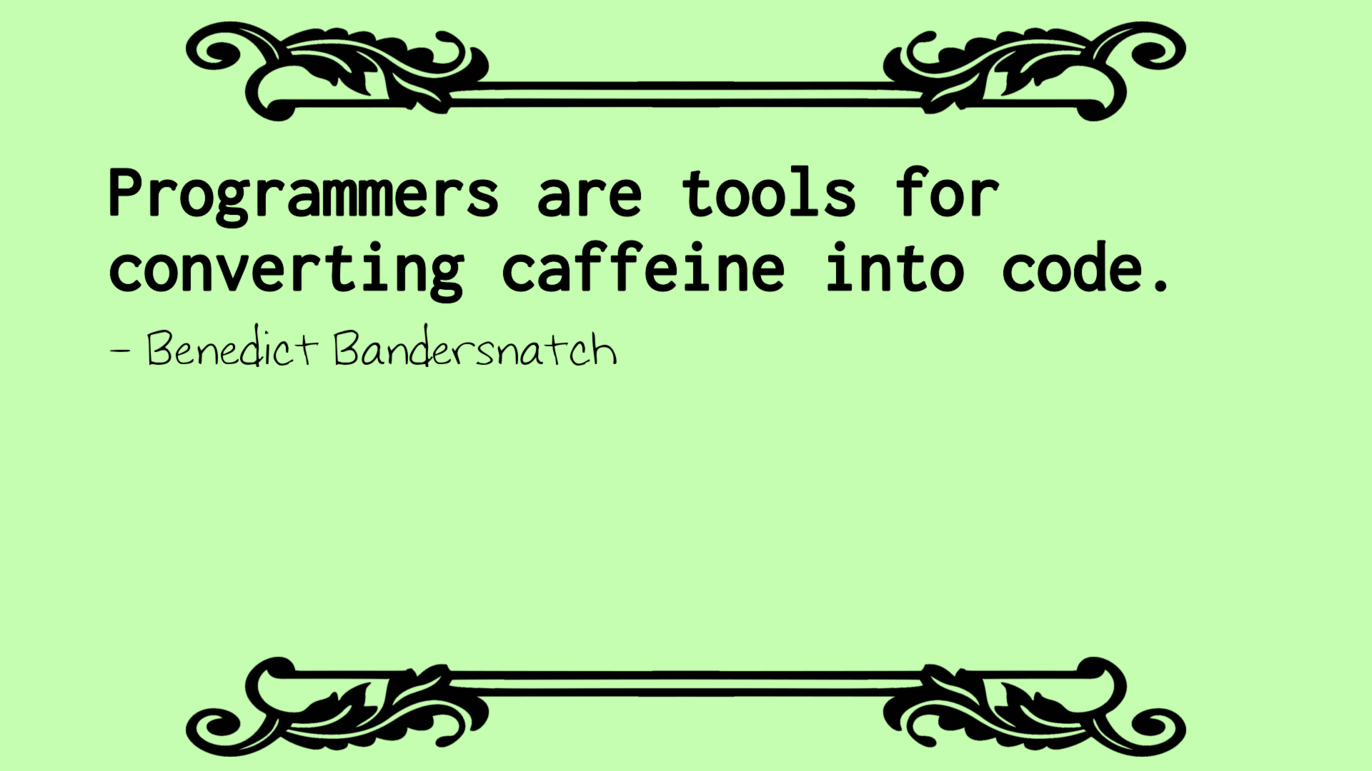 Programmers are tools for
converting caffeine into code.
- Benedict Bandersnatch